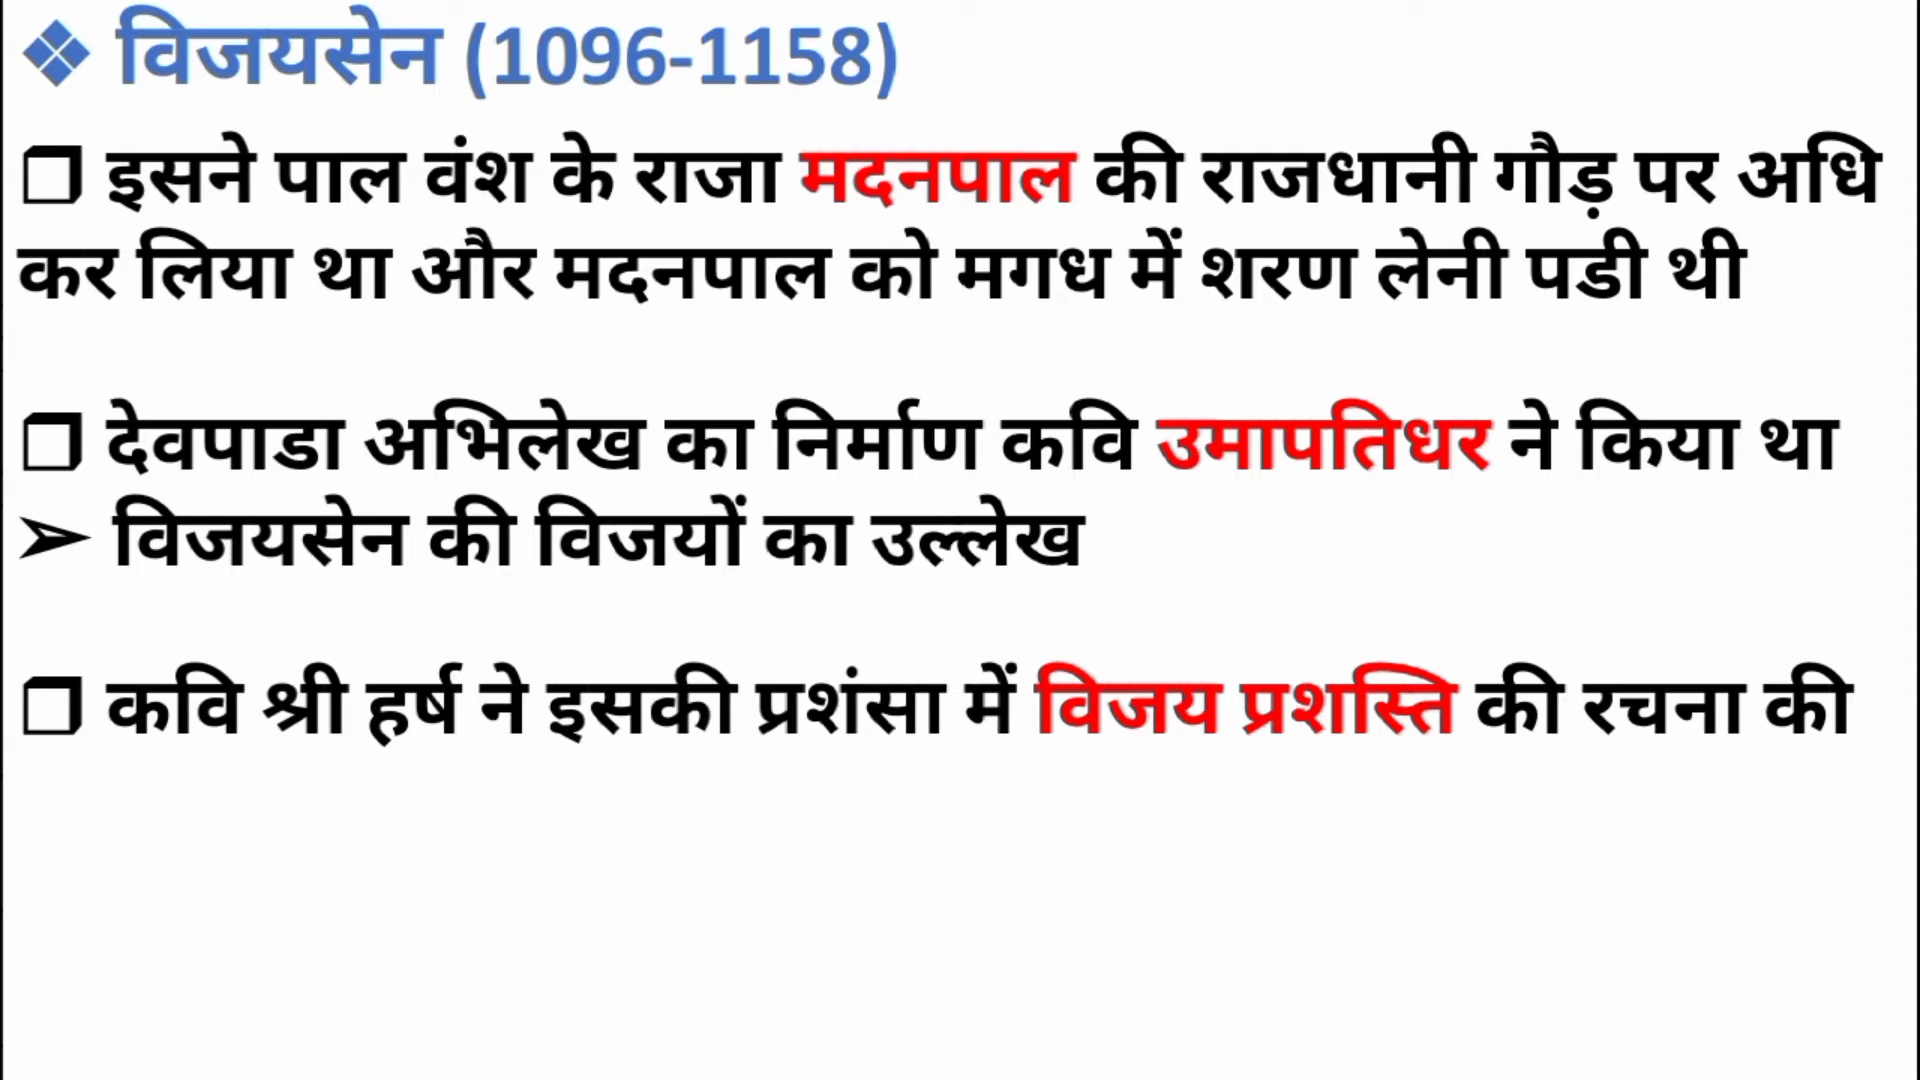 ❖ विजयसेन (1096-1158)
❒ इसने पाल वंश के राजा मदनपाल की राजधानी गौड़ पर अधि
कर लिया था और मदनपाल को मगध में शरण लेनी पडी थी
❒ देवपाडा अभिलेख का निर्माण कवि उमापतिधर ने किया था
➢ विजयसेन की विजयों का उल्लेख
❒ कवि श्री हर्ष ने इसकी प्रशंसा में विजय प्रशस्ति की रचना की